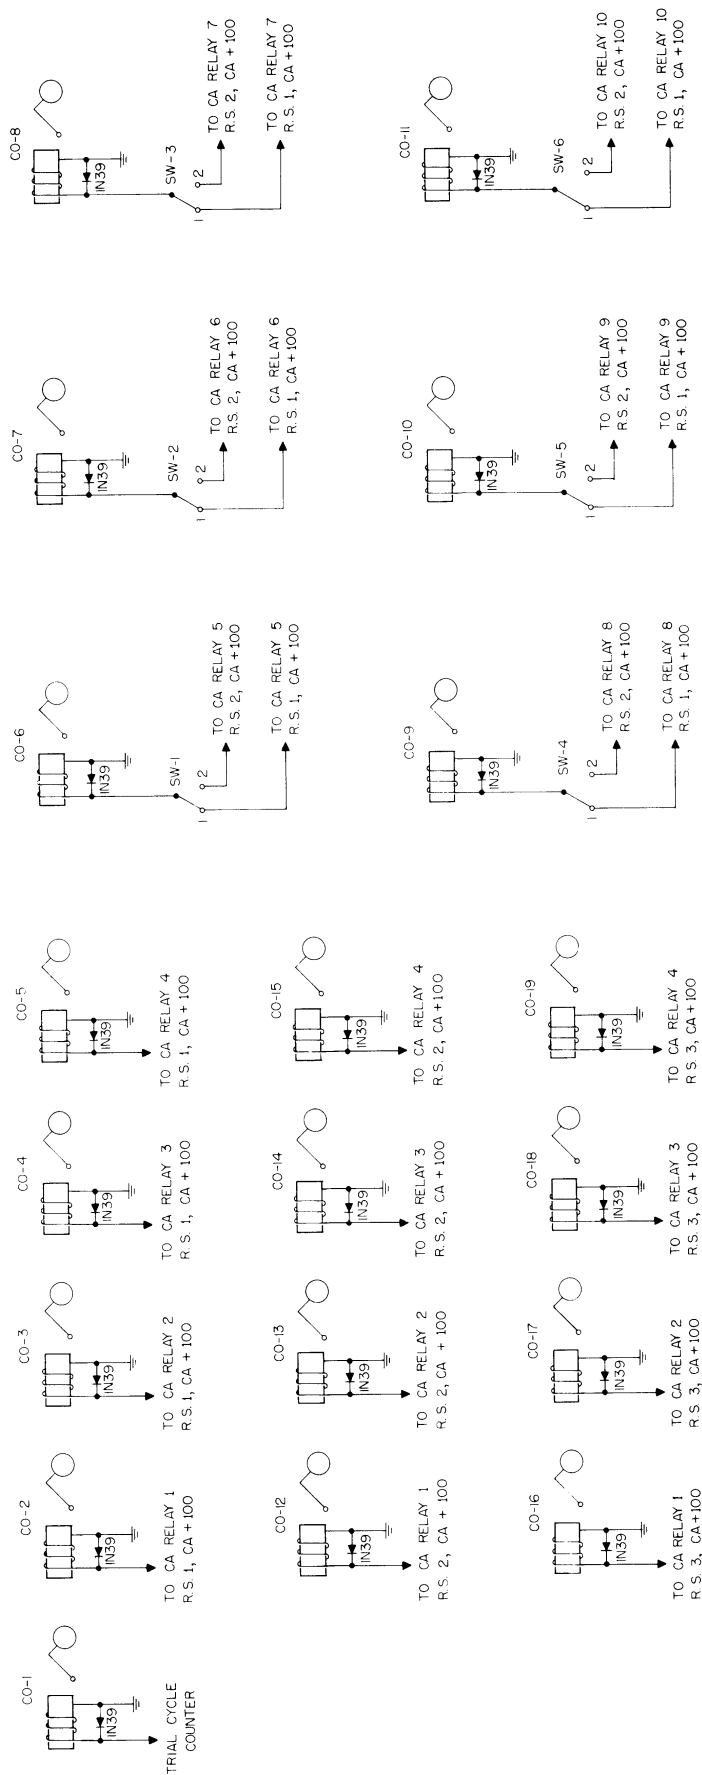 CO-1
IN39
TRIAL CYCLE
COUNTER
CO-2
IN39
TO CA RELAY 1
R.S. 1, CA +100
CO-3
IN39
TO CA RELAY 2
R.S. 1, CA +100
CO-4
IN39
TO CA RELAY 3
R.S. 1, CA +100
CO-5
IN39
TO CA RELAY 4
R.S. 1, CA +100
CO-6
IN39
SW-1
1
2
TO CA RELAY 5
R.S. 2, CA +100
TO CA RELAY 5
R.S. 1, CA +100
CO-7
IN39
SW-2
1
2
TO CA RELAY 6
R.S. 2, CA +100
TO CA RELAY 6
R.S. 1, CA +100
CO-8
IN39
SW-3
1
2
TO CA RELAY 7
R.S. 2, CA +100
TO CA RELAY 7
R.S. 1, CA +100
CO-12
IN39
TO CA RELAY 1
R.S. 2, CA + 100
CO-13
IN39
TO CA RELAY 2
R.S. 2, CA + 100
CO-14
IN39
TO CA RELAY 3
R.S. 2, CA +100
CO-15
IN39
TO CA RELAY 4
R.S. 2, CA +100
CO-9
IN39
SW-4
1
2
TO CA RELAY 8
R.S. 2, CA +100
TO CA RELAY 8
R.S. 1, CA +100
CO-10
IN39
SW-5
1
2
TO CA RELAY 9
R.S. 2, CA +100
TO CA RELAY 9
R.S. 1, CA +100
CO-11
IN39
SW-6
1
2
TO CA RELAY 10
R.S. 2, CA +100
TO CA RELAY 10
R.S. 1, CA +100
CO-16
IN39
TO CA RELAY 1
R.S. 3, CA+100
CO-17
IN39
TO CA RELAY 2
R.S. 3, CA+100
CO-18
IN39
TO CA RELAY 3
R.S. 3, CA +100
CO-19
IN39
TO CA RELAY 4
R.S. 3, CA +100